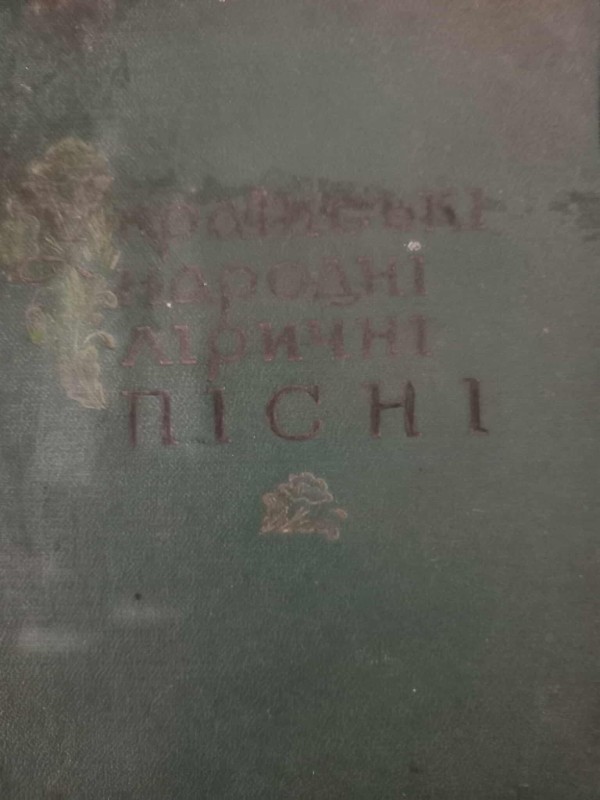 Українські
народні
ліричні
ПІСНІ